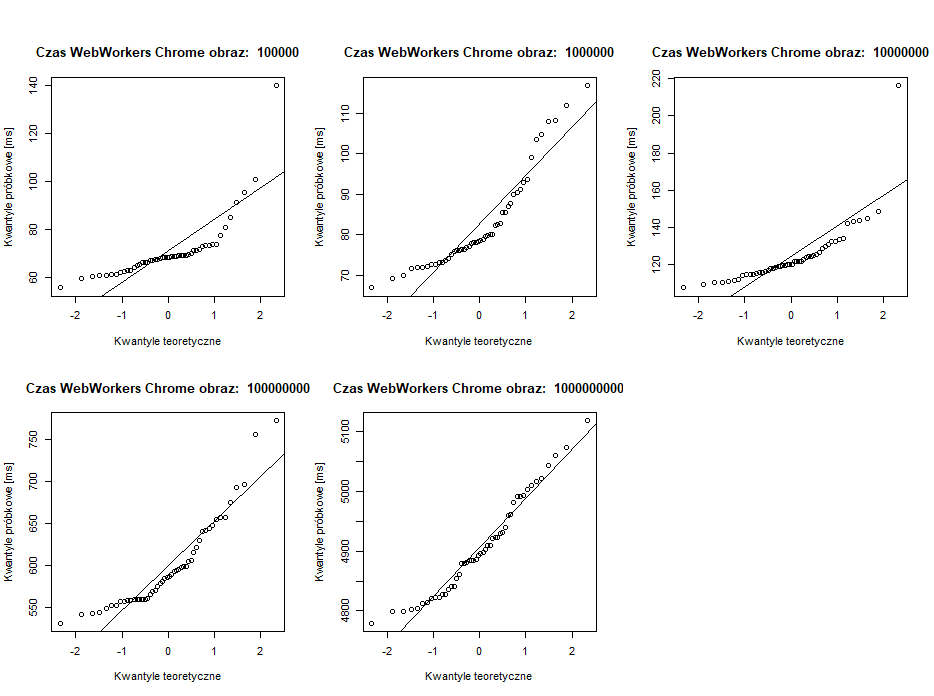 Czas WebWorkers Chrome obraz:  100000
Kwantyle próbkowe [ms]
140
120
100
80
60
-2 -1 0 1 2
Kwantyle teoretyczne
Czas WebWorkers Chrome obraz:  1000000
Kwantyle próbkowe [ms]
110
100
90
80
70
-2 -1 0 1 2
Kwantyle teoretyczne
Czas WebWorkers Chrome obraz:  10000000
Kwantyle próbkowe [ms]
220
200
180
160
140
120
-2 -1 0 1 2
Kwantyle teoretyczne
Czas WebWorkers Chrome obraz:  100000000
Kwantyle próbkowe [ms]
750
700
650
600
550
-2 -1 0 1 2
Kwantyle teoretyczne
Czas WebWorkers Chrome obraz:  1000000000
Kwantyle próbkowe [ms]
5100
5000
4900
4800
-2 -1 0 1 2
Kwantyle teoretyczne